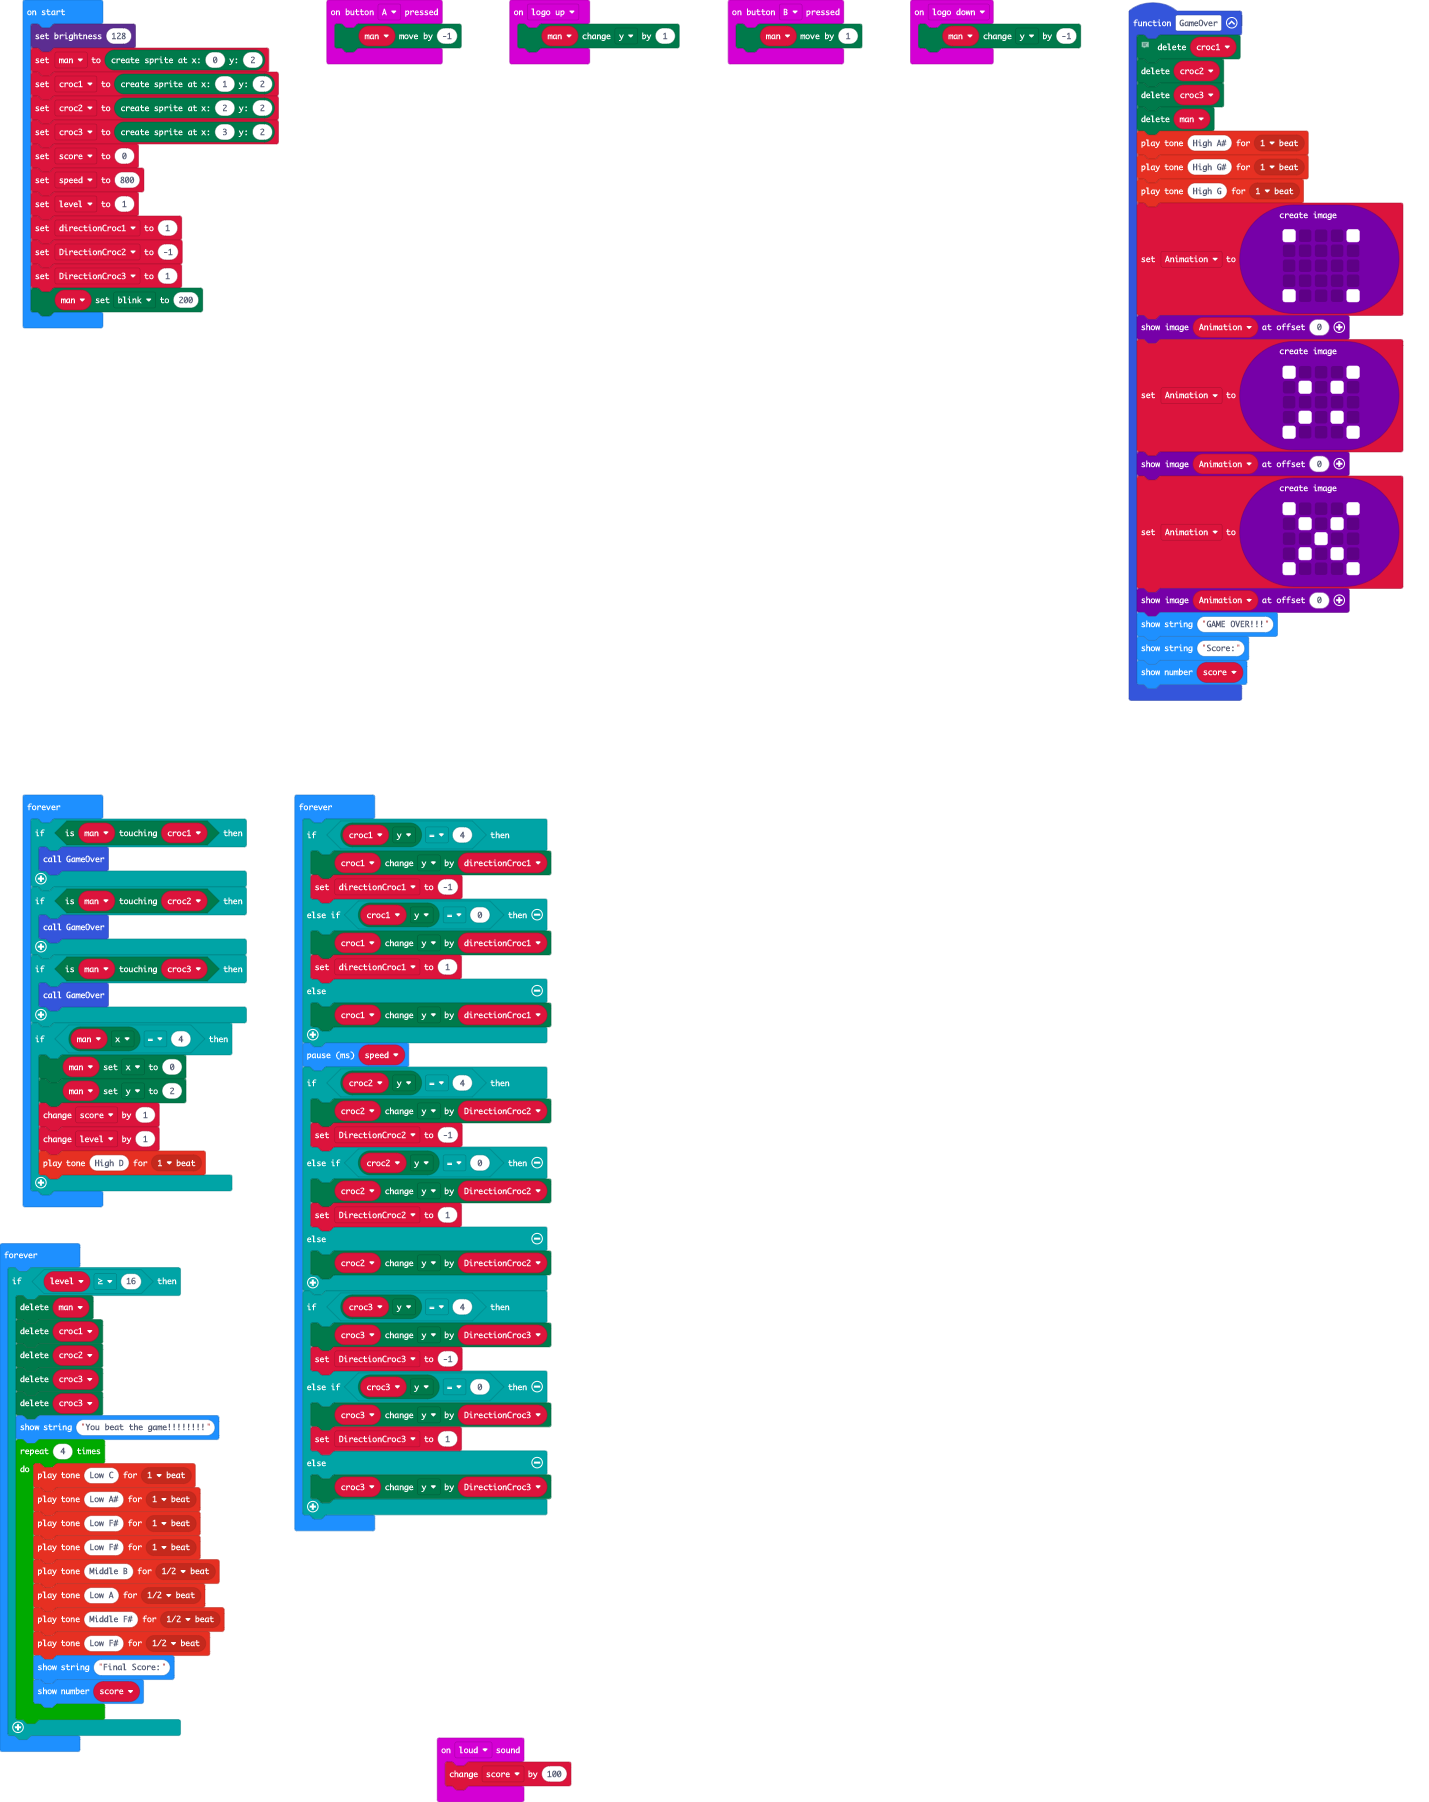 on start
set brightness 128
set man to create sprite at x: 0 y: 2
set croc1 to create sprite at x: 1 y: 2
set croc2 to create sprite at x: 2 y: 2
set croc3 to create sprite at x: 3 y: 2
set score to 0
set speed to 800
set level to 1
set directionCroc1 to 1
set DirectionCroc2 to -1
set DirectionCroc3 to 1
man set blink to 200
on button A pressed
man move by -1
on logo up
man change y by 1
on button B pressed
man move by 1
on logo down
man change y by -1
function GameOver
delete croc1
delete croc2
delete croc3
delete man
play tone High A# for 1 beat
play tone High G# for 1 beat
play tone High G for 1 beat
create image
set Animation to
show image Animation at offset 0
create image
set Animation to
show image Animation at offset 0
create image
set Animation to
show image Animation at offset 0
show string "GAME OVER!!!"
show string "Score:"
show number score
forever
if is man touching croc1 then
call GameOver
if is man touching croc2 then
call GameOver
if is man touching croc3 then
call GameOver
if man x = 4 then
man set x to 0
man set y to 2
change score by 1
change level by 1
play tone High D for 1 beat
forever
if croc1 y = 4 then
croc1 change y by directionCroc1
set directionCroc1 to -1
else if croc1 y = 0 then
croc1 change y by directionCroc1
set directionCroc1 to 1
else
croc1 change y by directionCroc1
pause (ms) speed
if croc2 y = 4 then
croc2 change y by DirectionCroc2
set DirectionCroc2 to -1
else if croc2 y = 0 then
croc2 change y by DirectionCroc2
set DirectionCroc2 to 1
else
croc2 change y by DirectionCroc2
if croc3 y = 4 then
croc3 change y by DirectionCroc3
set DirectionCroc3 to -1
else if croc3 y = 0 then
croc3 change y by DirectionCroc3
set DirectionCroc3 to 1
else
croc3 change y by DirectionCroc3
forever
if level ≥ 16 then
delete man
delete croc1
delete croc2
delete croc3
delete croc3
show string "You beat the game!!!!!!!!"
repeat 4 times
do
play tone Low C for 1 beat
play tone Low A# for 1 beat
play tone Low F# for 1 beat
play tone Low F# for 1 beat
play tone Middle B for 1/2 beat
play tone Low A for 1/2 beat
play tone Middle F# for 1/2 beat
play tone Low F# for 1/2 beat
show string "Final Score:"
show number score
on loud sound
change score by 100